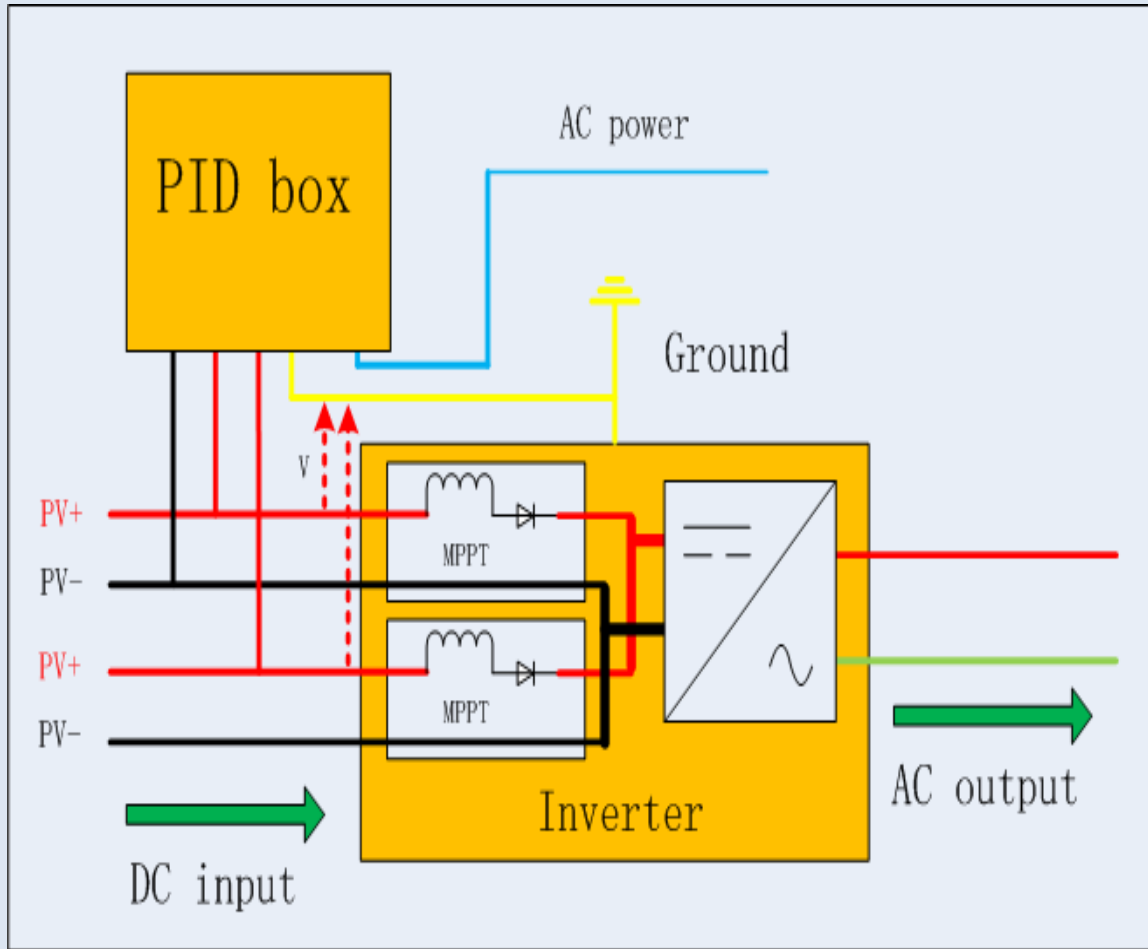 AC power
PID box
Ground
V
PV+
MPPT
PV-
PV+
MPPT
PV-
AC output
Inverter
DC input